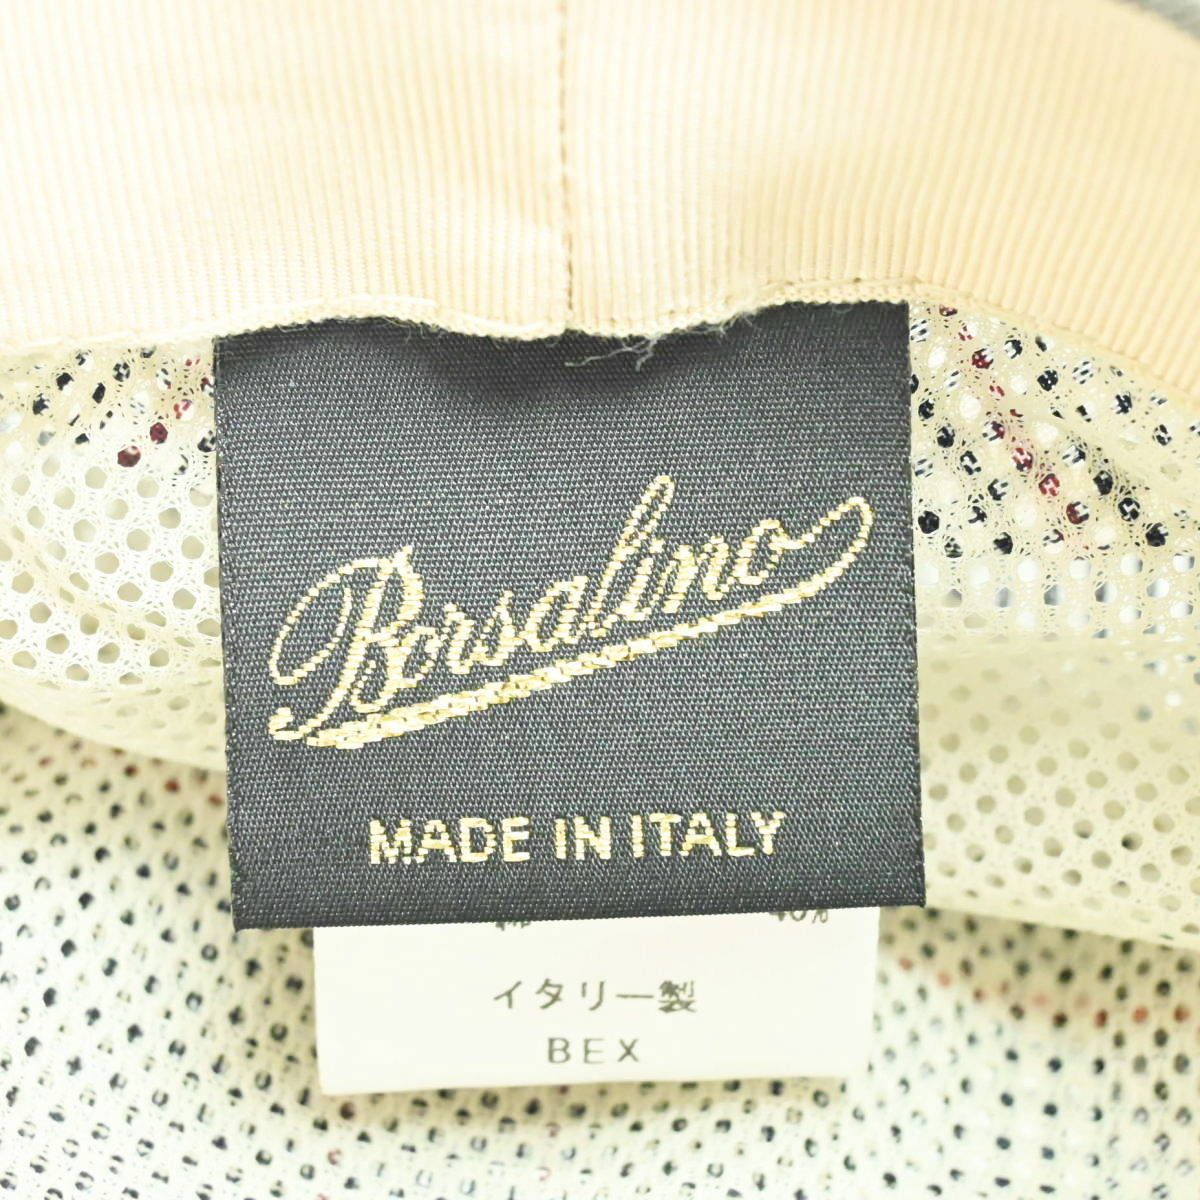 Borsalino
MADE IN ITALY
イタリー製
BEX